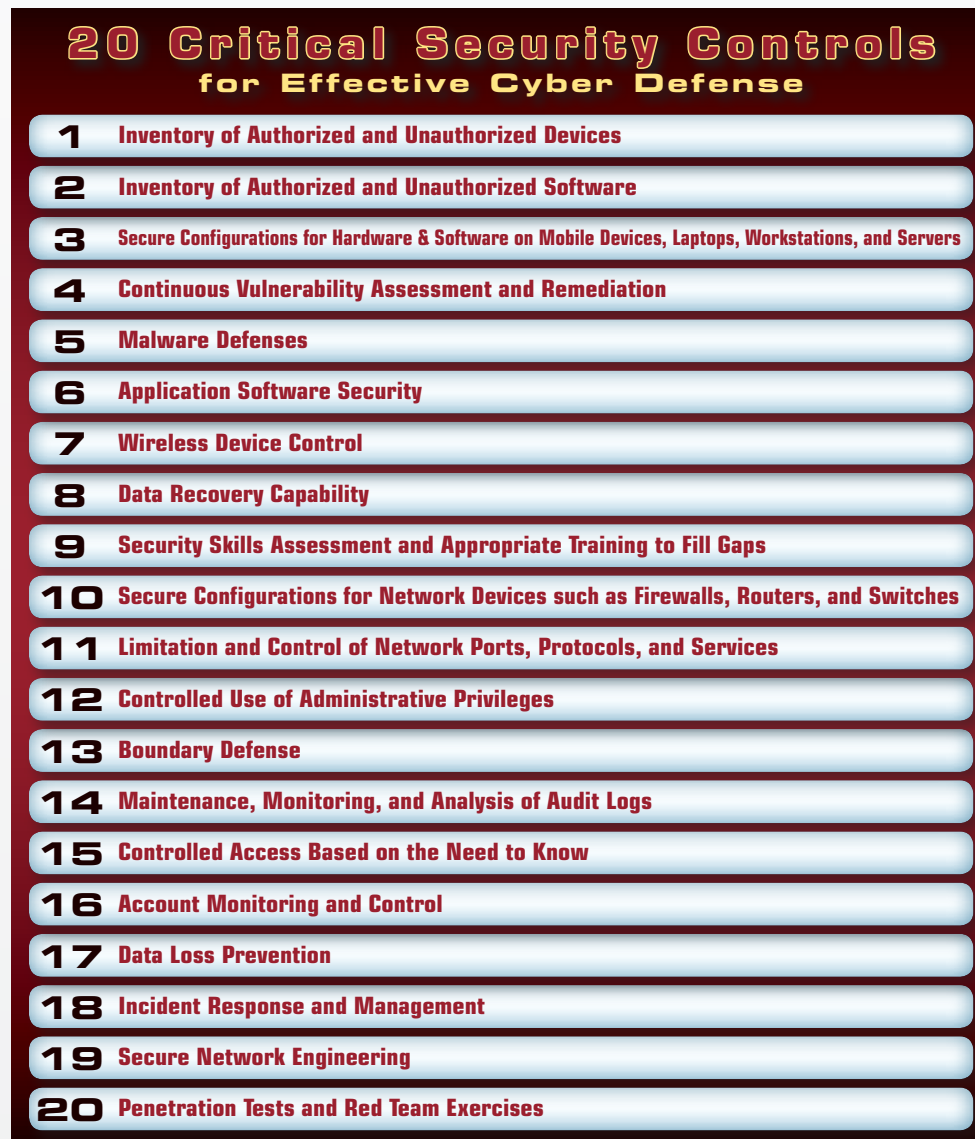 20 Critical Security Controls
for Effective Cyber Defense
1 Inventory of Authorized and Unauthorized Devices
2 Inventory of Authorized and Unauthorized Software
3 Secure Configurations for Hardware & Software on Mobile Devices, Laptops, Workstations, and Servers
4 Continuous Vulnerability Assessment and Remediation
5 Malware Defenses
6 Application Software Security
7 Wireless Device Control
8 Data Recovery Capability
9 Security Skills Assessment and Appropriate Training to Fill Gaps
10 Secure Configurations for Network Devices such as Firewalls, Routers, and Switches
11 Limitation and Control of Network Ports, Protocols, and Services
12 Controlled Use of Administrative Privileges
13 Boundary Defense
14 Maintenance, Monitoring, and Analysis of Audit Logs
15 Controlled Access Based on the Need to Know
16 Account Monitoring and Control
17 Data Loss Prevention
18 Incident Response and Management
19 Secure Network Engineering
20 Penetration Tests and Red Team Exercises